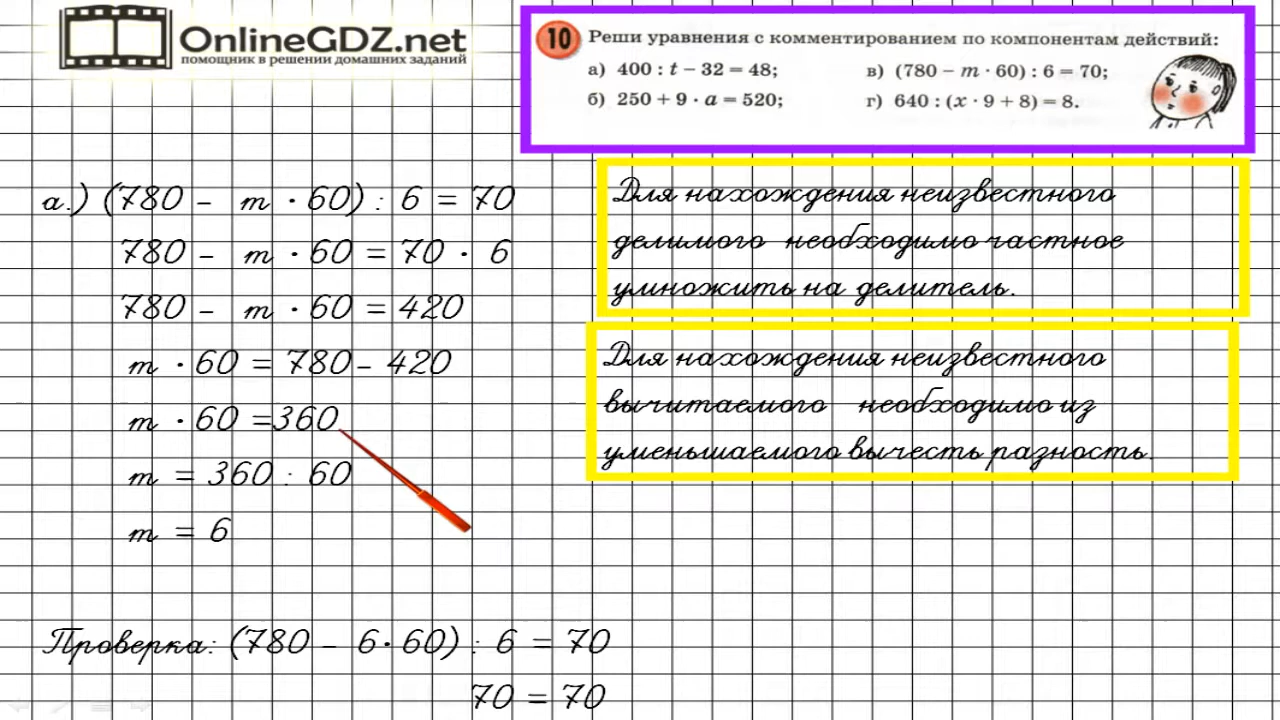 OnlineGDZ.net
помощник в решении домашних заданий
10 Реши уравнения с комментированием по компонентам действий:
а) 400 : t – 32 = 48;
в) (780 – m · 60) : 6 = 70;
б) 250 + 9 · a = 520;
г) 640 : (x · 9 + 8) = 8.
а.) (780 – m · 60) : 6 = 70
780 – m · 60 = 70 · 6
780 – m · 60 = 420
m · 60 = 780 – 420
m · 60 =360
m = 360 : 60
m = 6
Проверка: (780 – 6·60) : 6 = 70
70 = 70
Для нахождения неизвестного
делимого необходимо частное
умножить на делитель.
Для нахождения неизвестного
вычитаемого необходимо из
уменьшаемого вычесть разность.